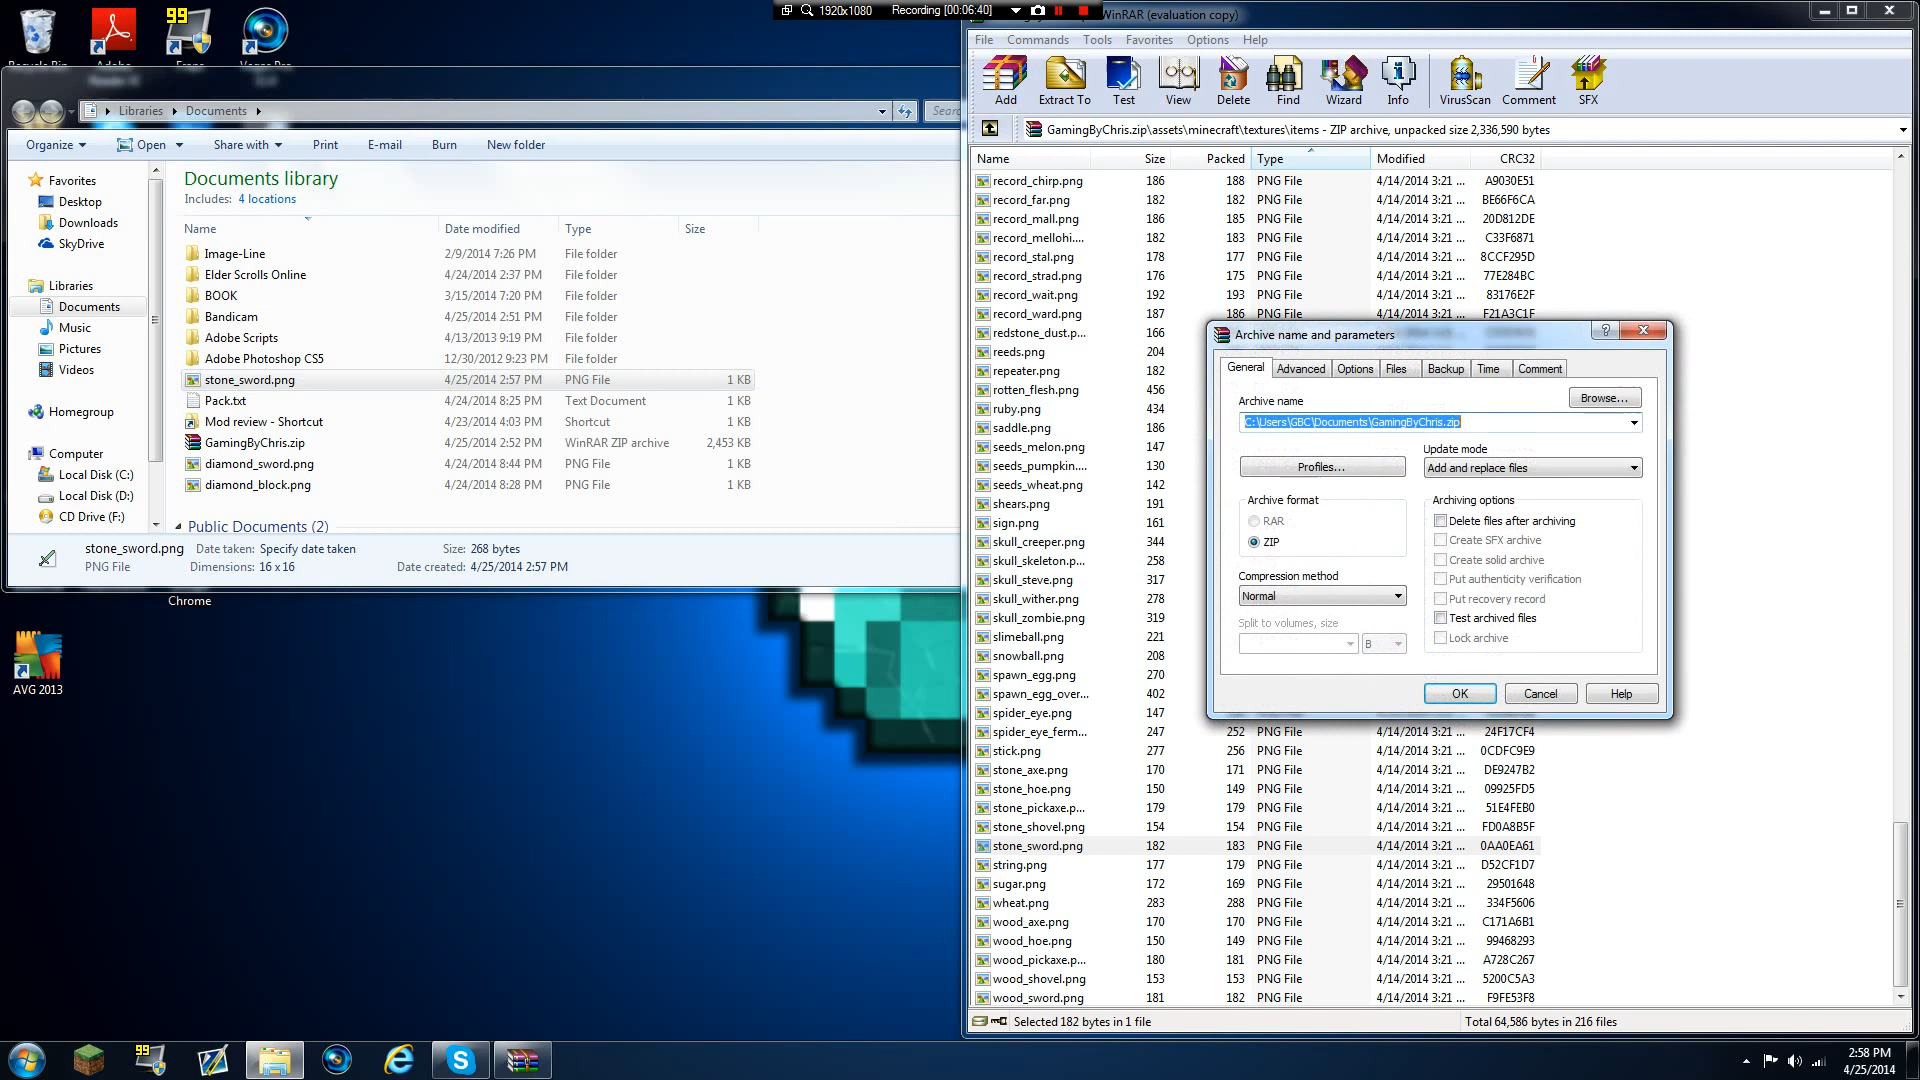 1920x1080 Recording [00:06:40]
WinRAR (evaluation copy)
File Commands Tools Favorites Options Help
Add Extract To Test View Delete Find Wizard Info VirusScan Comment SFX
GamingByChris.zip\assets\minecraft\textures\items - ZIP archive, unpacked size 2,336,590 bytes
Name Size Packed Type Modified CRC32
record_chirp.png 186 188 PNG File 4/14/2014 3:21 ... A9030E51
record_far.png 182 182 PNG File 4/14/2014 3:21 ... BE66F6CA
record_mall.png 186 185 PNG File 4/14/2014 3:21 ... 20D812DE
record_mellohi.... 182 183 PNG File 4/14/2014 3:21 ... C33F6871
record_stal.png 178 177 PNG File 4/14/2014 3:21 ... 8CCF295D
record_strad.png 176 175 PNG File 4/14/2014 3:21 ... 77E284BC
record_wait.png 192 193 PNG File 4/14/2014 3:21 ... 83176E2F
record_ward.png 187 186 PNG File 4/14/2014 3:21 ... F21A3C1F
redstone_dust.p... 166
reeds.png 204
repeater.png 182
rotten_flesh.png 456
ruby.png 434
saddle.png 186
seeds_melon.png 147
seeds_pumpkin.... 130
seeds_wheat.png 142
shears.png 191
sign.png 161
skull_creeper.png 344
skull_skeleton.p... 258
skull_steve.png 317
skull_wither.png 278
skull_zombie.png 319
slimeball.png 221
snowball.png 208
spawn_egg.png 270
spawn_egg_over... 402
spider_eye.png 147
spider_eye_ferm... 247 252 PNG File 4/14/2014 3:21 ... 24F17CF4
stick.png 277 256 PNG File 4/14/2014 3:21 ... 0CDFC9E9
stone_axe.png 170 171 PNG File 4/14/2014 3:21 ... DE9247B2
stone_hoe.png 150 149 PNG File 4/14/2014 3:21 ... 09925FD5
stone_pickaxe.p... 179 179 PNG File 4/14/2014 3:21 ... 51E4FEB0
stone_shovel.png 154 154 PNG File 4/14/2014 3:21 ... FD0A8B5F
stone_sword.png 182 183 PNG File 4/14/2014 3:21 ... 0AA0EA61
string.png 177 179 PNG File 4/14/2014 3:21 ... D52CF1D7
sugar.png 172 169 PNG File 4/14/2014 3:21 ... 29501648
wheat.png 283 288 PNG File 4/14/2014 3:21 ... 334F5606
wood_axe.png 170 170 PNG File 4/14/2014 3:21 ... C171A6B1
wood_hoe.png 150 149 PNG File 4/14/2014 3:21 ... 99468293
wood_pickaxe.p... 180 181 PNG File 4/14/2014 3:21 ... A728C267
wood_shovel.png 153 153 PNG File 4/14/2014 3:21 ... 5200C5A3
wood_sword.png 181 182 PNG File 4/14/2014 3:21 ... F9FE53F8
Selected 182 bytes in 1 file Total 64,586 bytes in 216 files
Archive name and parameters
General Advanced Options Files Backup Time Comment
Archive name
Browse...
C:\Users\GBC\Documents\GamingByChris.zip
Profiles...
Update mode
Add and replace files
Archive format
RAR
ZIP
Compression method
Normal
Split to volumes, size
B
Archiving options
Delete files after archiving
Create SFX archive
Create solid archive
Put authenticity verification
Put recovery record
Test archived files
Lock archive
OK Cancel Help
Libraries Documents
Organize Open Share with Print E-mail Burn New folder
Favorites
Desktop
Downloads
SkyDrive
Libraries
Documents
Music
Pictures
Videos
Homegroup
Computer
Local Disk (C:)
Local Disk (D:)
CD Drive (F:)
Documents library
Includes: 4 locations
Name Date modified Type Size
Image-Line 2/9/2014 7:26 PM File folder
Elder Scrolls Online 4/24/2014 2:37 PM File folder
BOOK 3/15/2014 7:20 PM File folder
Bandicam 4/25/2014 2:51 PM File folder
Adobe Scripts 4/13/2013 9:19 PM File folder
Adobe Photoshop CS5 12/30/2012 9:23 PM File folder
stone_sword.png 4/25/2014 2:57 PM PNG File 1 KB
Pack.txt 4/24/2014 8:25 PM Text Document 1 KB
Mod review - Shortcut 4/23/2014 4:03 PM Shortcut 1 KB
GamingByChris.zip 4/25/2014 2:52 PM WinRAR ZIP archive 2,453 KB
diamond_sword.png 4/24/2014 8:44 PM PNG File 1 KB
diamond_block.png 4/24/2014 8:28 PM PNG File 1 KB
Public Documents (2)
stone_sword.png Date taken: Specify date taken Size: 268 bytes
PNG File Dimensions: 16 x 16 Date created: 4/25/2014 2:57 PM
99
Chrome
AVG 2013
99
2:58 PM
4/25/2014